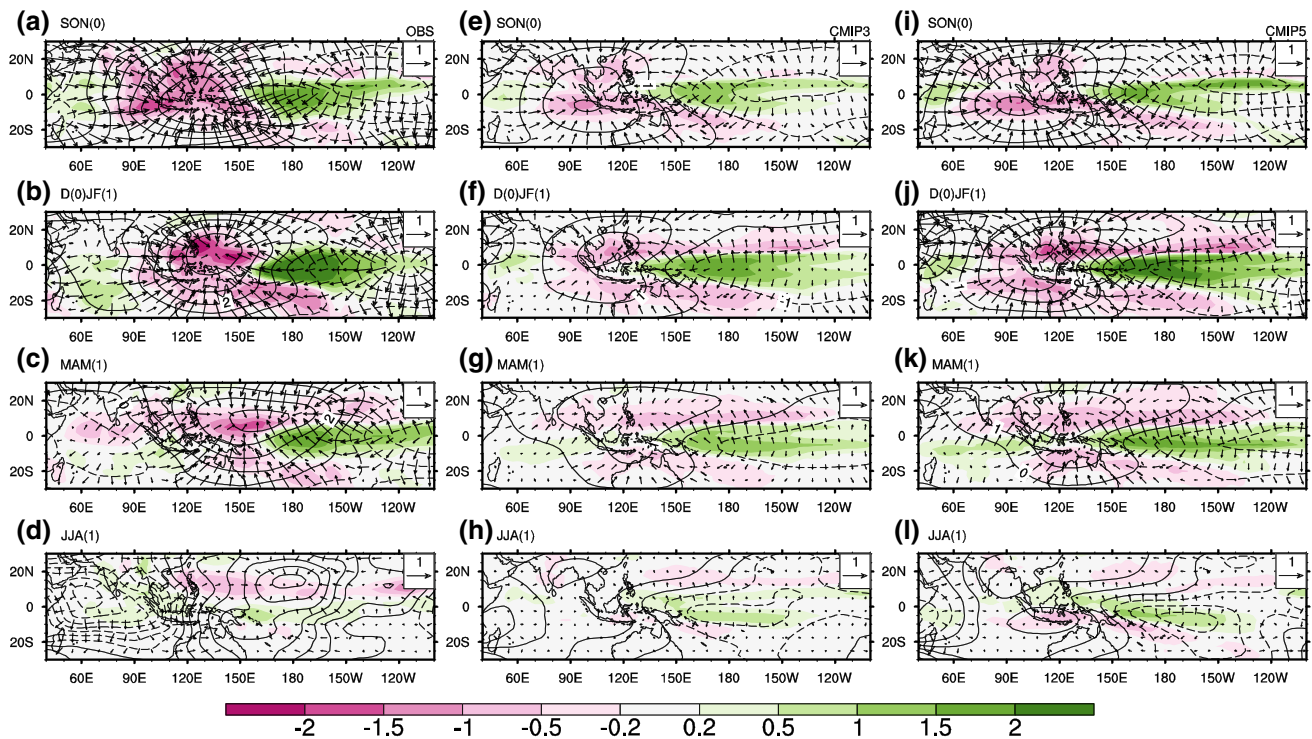 (a) SON(0) OBS
1
20N
0
20S
60E 90E 120E 150E 180 150W 120W
(e) SON(0) CMIP3
1
20N
0
20S
60E 90E 120E 150E 180 150W 120W
(i) SON(0) CMIP5
1
20N
0
20S
60E 90E 120E 150E 180 150W 120W
(b) D(0)JF(1)
1
20N
0
20S
60E 90E 120E 150E 180 150W 120W
(f) D(0)JF(1)
1
20N
0
20S
-1
60E 90E 120E 150E 180 150W 120W
(j) D(0)JF(1)
1
20N
0
20S
-1
60E 90E 120E 150E 180 150W 120W
(c) MAM(1)
1
20N
0
20S
60E 90E 120E 150E 180 150W 120W
(g) MAM(1)
1
20N
0
20S
60E 90E 120E 150E 180 150W 120W
(k) MAM(1)
1
20N
0
20S
60E 90E 120E 150E 180 150W 120W
(d) JJA(1)
1
20N
0
20S
60E 90E 120E 150E 180 150W 120W
(h) JJA(1)
1
20N
0
20S
60E 90E 120E 150E 180 150W 120W
(l) JJA(1)
1
20N
0
20S
60E 90E 120E 150E 180 150W 120W
-2 -1.5 -1 -0.5 -0.2 0.2 0.5 1 1.5 2